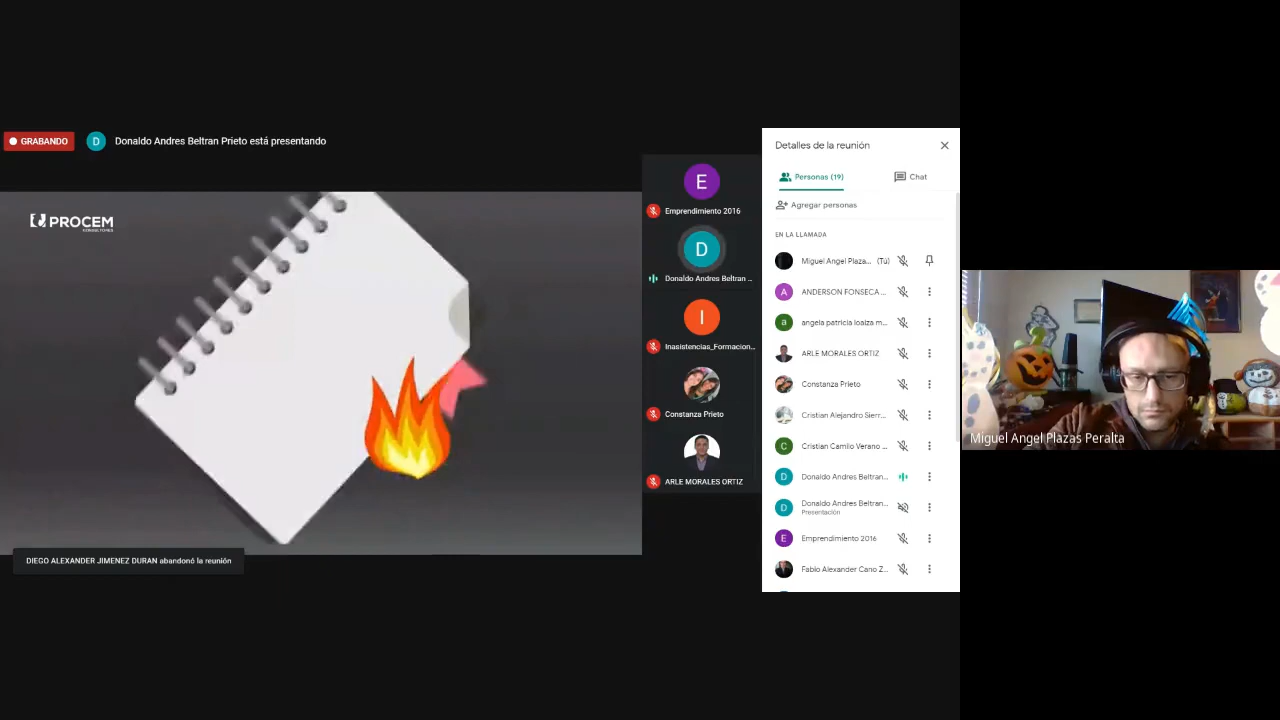 GRABANDO
D
Donaldo Andres Beltran Prieto está presentando
PROCEM
DIEGO ALEXANDER JIMENEZ DURAN abandonó la reunión
E
Emprendimiento 2016
D
Donaldo Andres Beltran ...
I
Inasistencias_Formacion...
Constanza Prieto
ARLE MORALES ORTIZ
Detalles de la reunión
Personas (19)
Chat
Agregar personas
EN LA LLAMADA
Miguel Angel Plaza... (Tú)
A
ANDERSON FONSECA ...
a
angela patricia loaiza m...
ARLE MORALES ORTIZ
Constanza Prieto
Cristian Alejandro Sierr...
C
Cristian Camilo Verano ...
D
Donaldo Andres Beltran...
D
Donaldo Andres Beltran...
Presentación
E
Emprendimiento 2016
Fabio Alexander Cano Z...
Miguel Angel Plazas Peralta